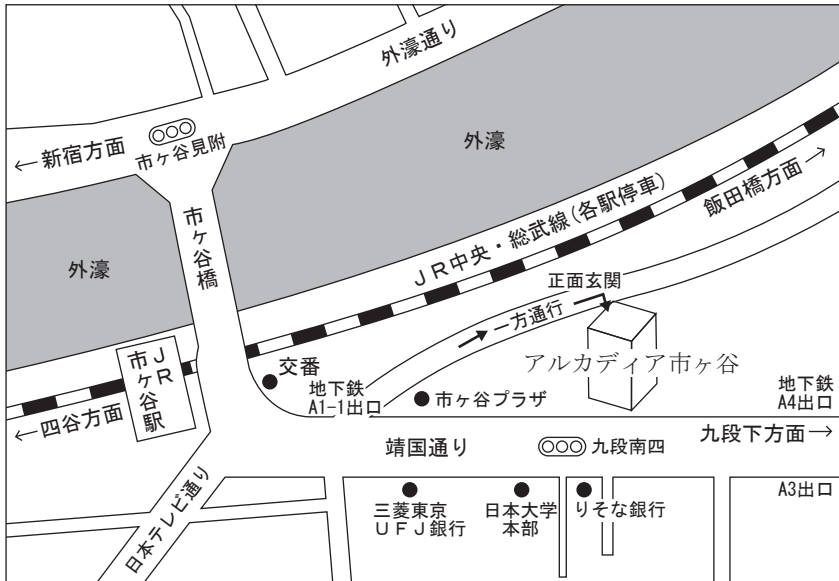 外濠通り
←新宿方面
市ヶ谷見附
外濠
飯田橋方面→
市ヶ谷橋
JR中央・総武線(各駅停車)
外濠
正面玄関
一方通行
アルカディア市ヶ谷
JR
市ヶ谷駅
交番
地下鉄
A1-1出口
市ヶ谷プラザ
地下鉄
A4出口
←四谷方面
靖国通り
九段南四
九段下方面→
日本テレビ通り
三菱東京
UFJ銀行
日本大学
本部
りそな銀行
A3出口